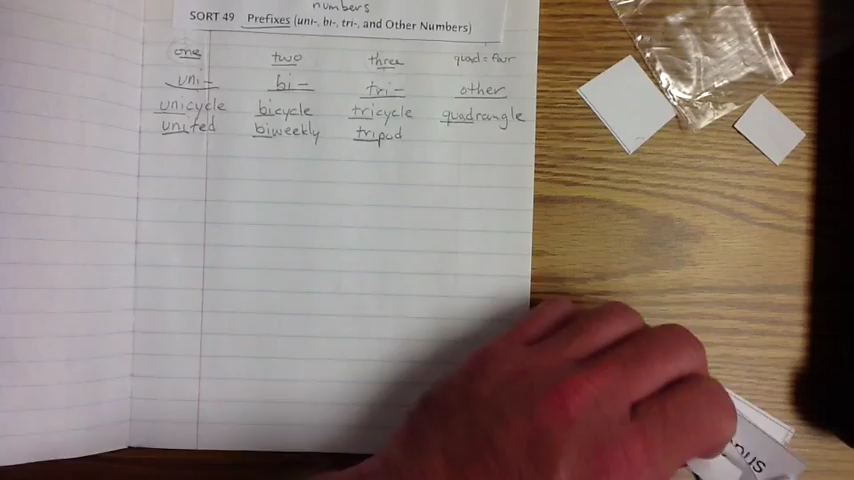 numbers
SORT 49 Prefixes (uni-, bi-, tri-, and Other Numbers)
one two three quad = four
uni- bi- tri- other
unicycle bicycle tricycle quadrangle
united biweekly tripod